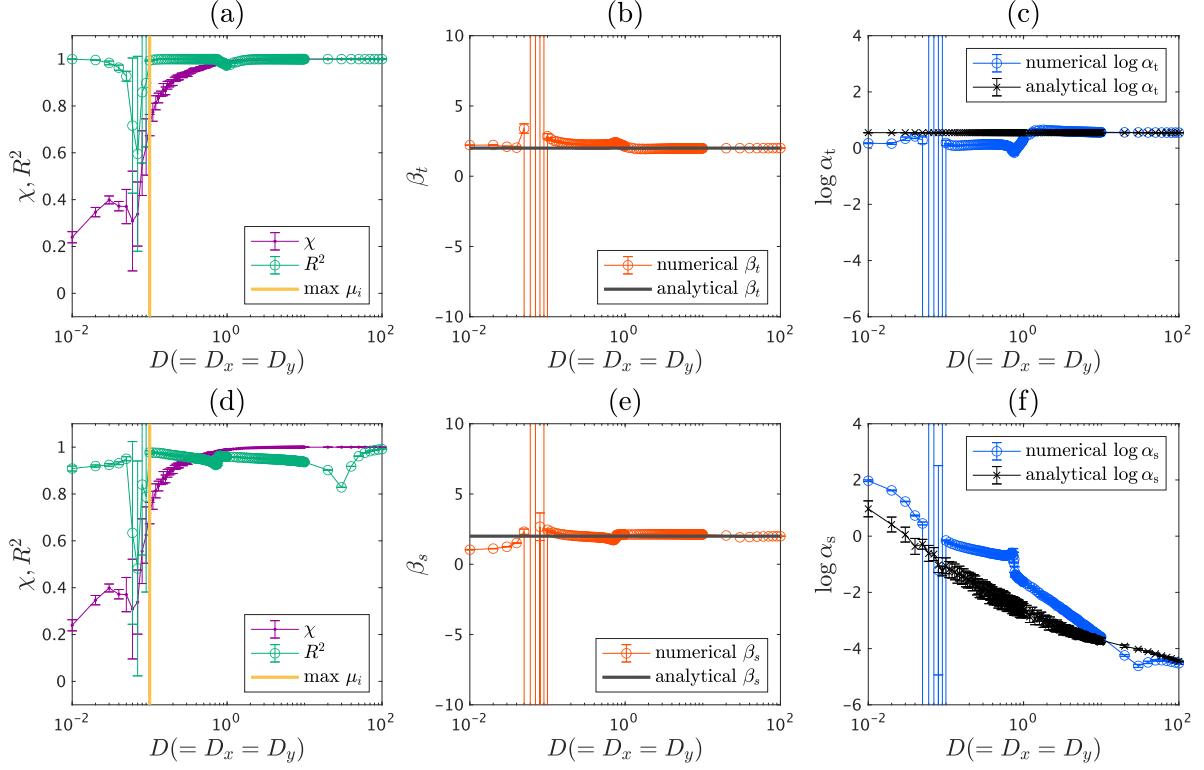 (a)
1
0.8
0.6
0.4
0.2
0
χ, R²
χ
R²
max μᵢ
10⁻² 10⁰ 10²
D(= Dₓ = D_y)
(b)
10
5
0
−5
−10
βₜ
numerical βₜ
analytical βₜ
10⁻² 10⁰ 10²
D(= Dₓ = D_y)
(c)
4
2
0
−2
−4
−6
log αₜ
numerical log αₜ
analytical log αₜ
10⁻² 10⁰ 10²
D(= Dₓ = D_y)
(d)
1
0.8
0.6
0.4
0.2
0
χ, R²
χ
R²
max μᵢ
10⁻² 10⁰ 10²
D(= Dₓ = D_y)
(e)
10
5
0
−5
−10
βₛ
numerical βₛ
analytical βₛ
10⁻² 10⁰ 10²
D(= Dₓ = D_y)
(f)
4
2
0
−2
−4
−6
log αₛ
numerical log αₛ
analytical log αₛ
10⁻² 10⁰ 10²
D(= Dₓ = D_y)